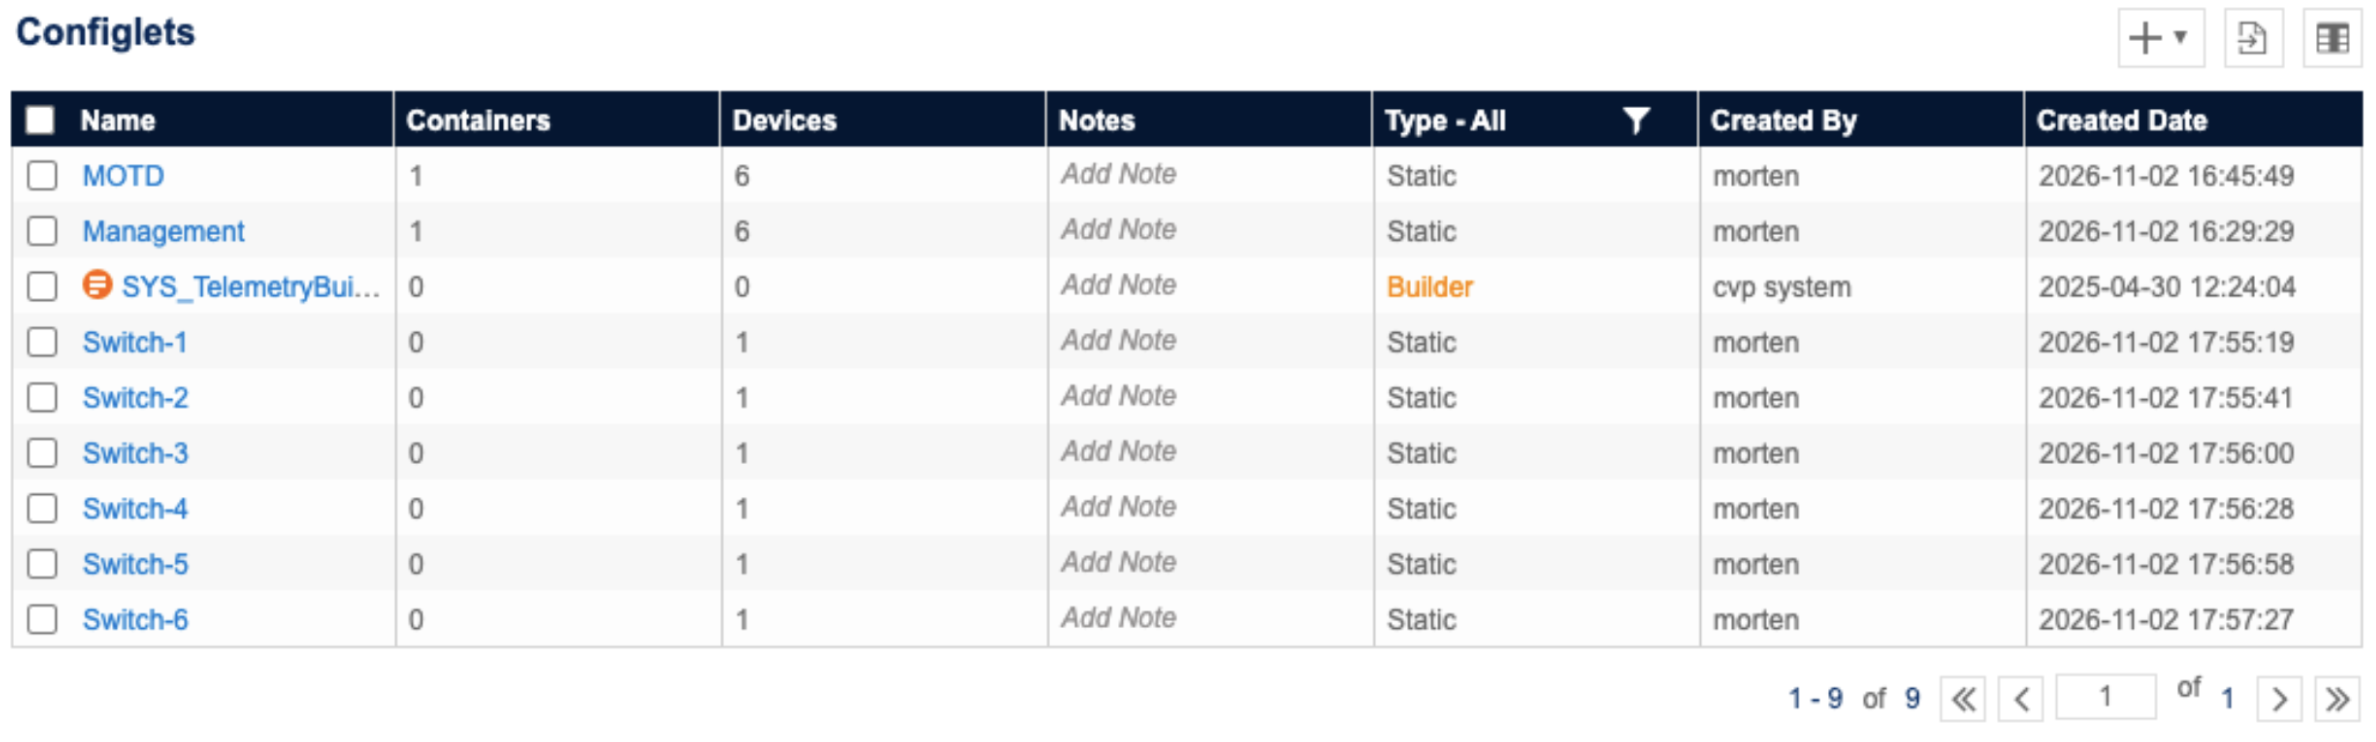 Configlets
Name Containers Devices Notes Type - All Created By Created Date
MOTD 1 6 Add Note Static morten 2026-11-02 16:45:49
Management 1 6 Add Note Static morten 2026-11-02 16:29:29
SYS_TelemetryBui... 0 0 Add Note Builder cvp system 2025-04-30 12:24:04
Switch-1 0 1 Add Note Static morten 2026-11-02 17:55:19
Switch-2 0 1 Add Note Static morten 2026-11-02 17:55:41
Switch-3 0 1 Add Note Static morten 2026-11-02 17:56:00
Switch-4 0 1 Add Note Static morten 2026-11-02 17:56:28
Switch-5 0 1 Add Note Static morten 2026-11-02 17:56:58
Switch-6 0 1 Add Note Static morten 2026-11-02 17:57:27
1 - 9 of 9 1 of 1